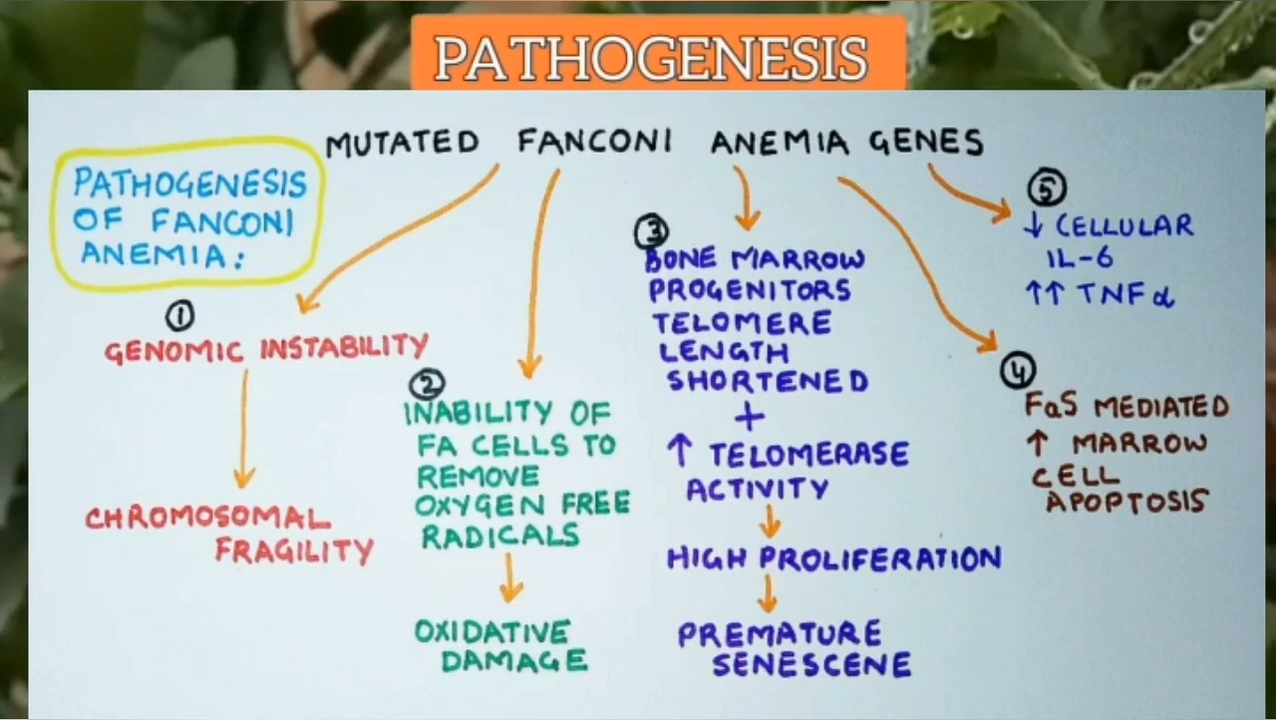 PATHOGENESIS
MUTATED FANCONI ANEMIA GENES
PATHOGENESIS
OF FANCONI
ANEMIA:
①
GENOMIC INSTABILITY
CHROMOSOMAL
FRAGILITY
②
INABILITY OF
FA CELLS TO
REMOVE
OXYGEN FREE
RADICALS
OXIDATIVE
DAMAGE
③
BONE MARROW
PROGENITORS
TELOMERE
LENGTH
SHORTENED
+
↑ TELOMERASE
ACTIVITY
HIGH PROLIFERATION
PREMATURE
SENESCENE
④
FaS MEDIATED
↑ MARROW
CELL
APOPTOSIS
⑤
↓ CELLULAR
IL-6
↑↑ TNF α